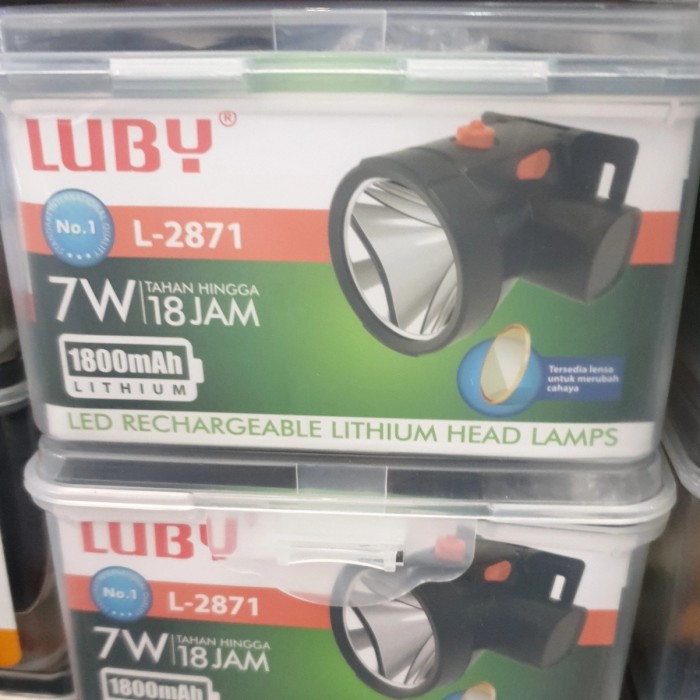 LUBY®
No.1
L-2871
7W TAHAN HINGGA
18 JAM
1800mAh
LITHIUM
Tersedia lensa
untuk merubah
cahaya
LED RECHARGEABLE LITHIUM HEAD LAMPS
LUBY
No.1
L-2871
7W TAHAN HINGGA
18 JAM
1800mAh